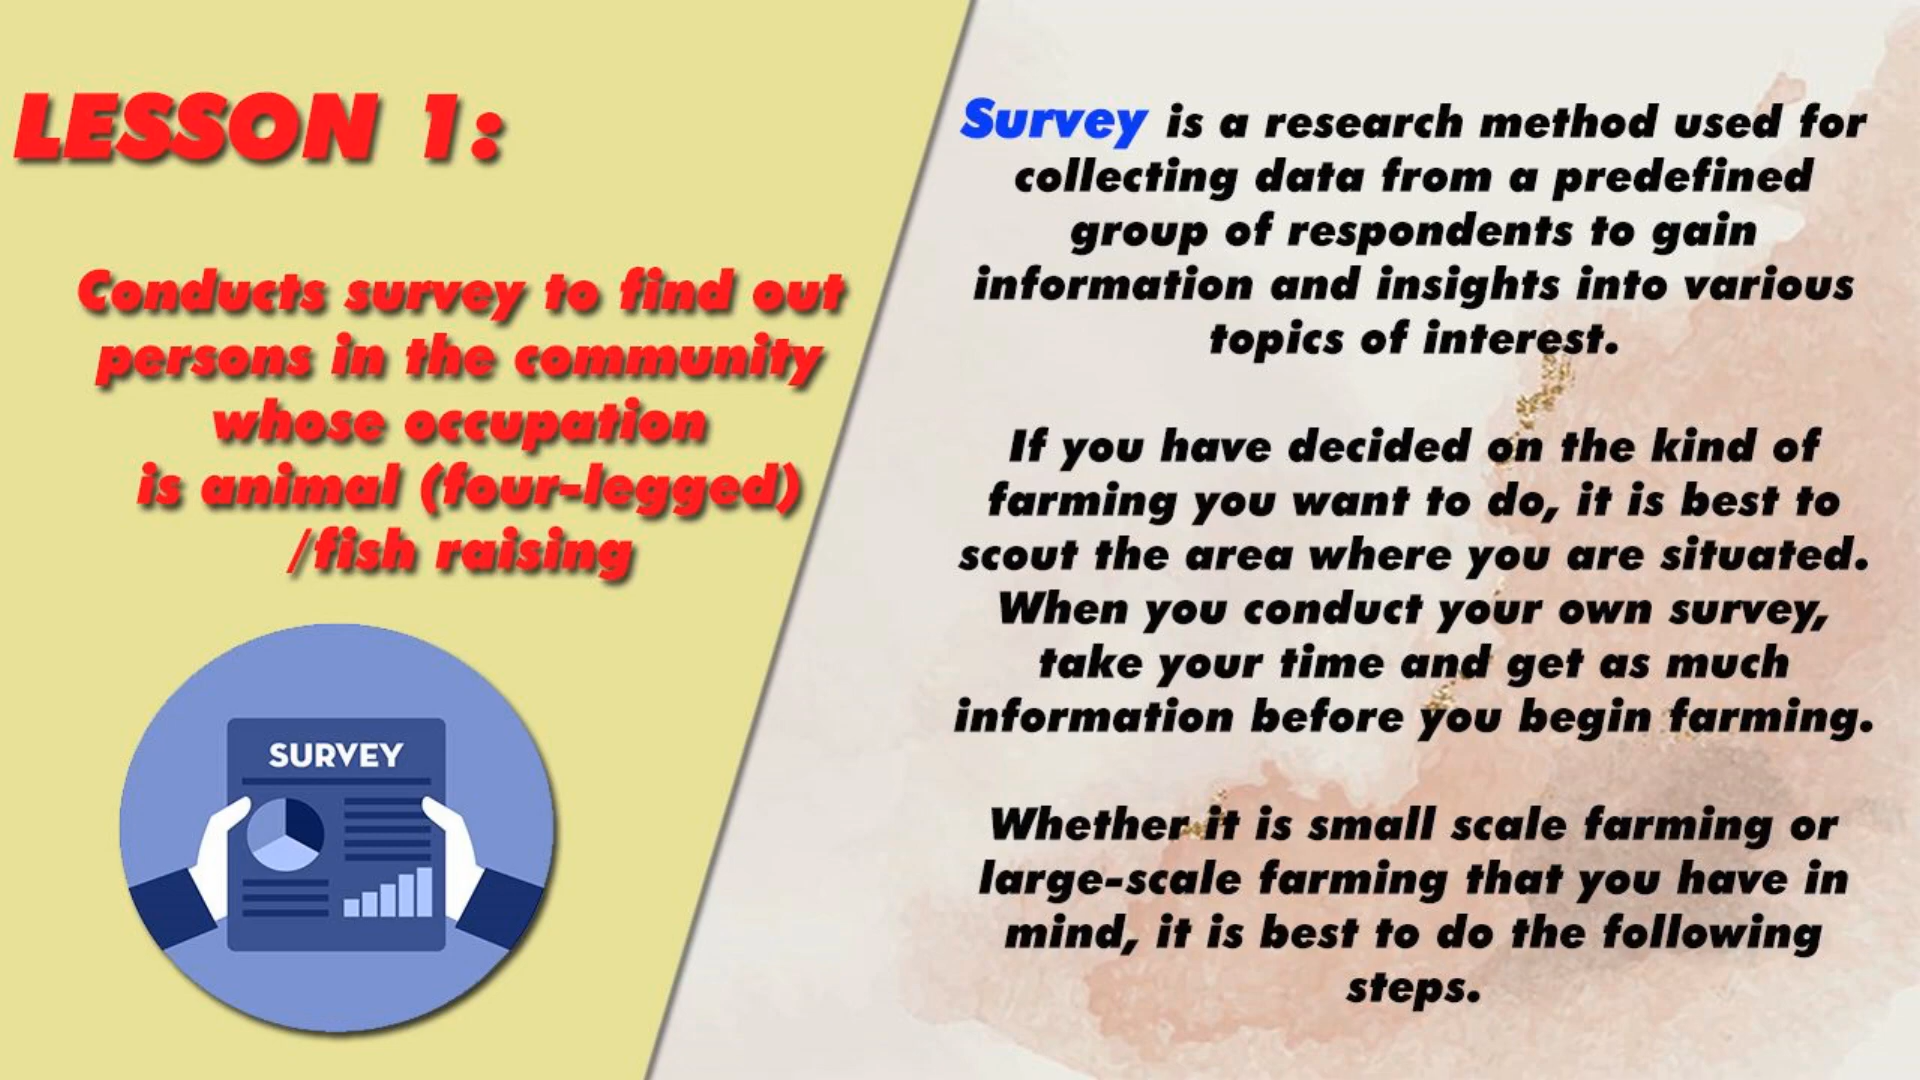 LESSON 1:
Conducts survey to find out
persons in the community
whose occupation
is animal (four-legged)
/fish raising
SURVEY
Survey is a research method used for
collecting data from a predefined
group of respondents to gain
information and insights into various
topics of interest.
If you have decided on the kind of
farming you want to do, it is best to
scout the area where you are situated.
When you conduct your own survey,
take your time and get as much
information before you begin farming.
Whether it is small scale farming or
large-scale farming that you have in
mind, it is best to do the following
steps.